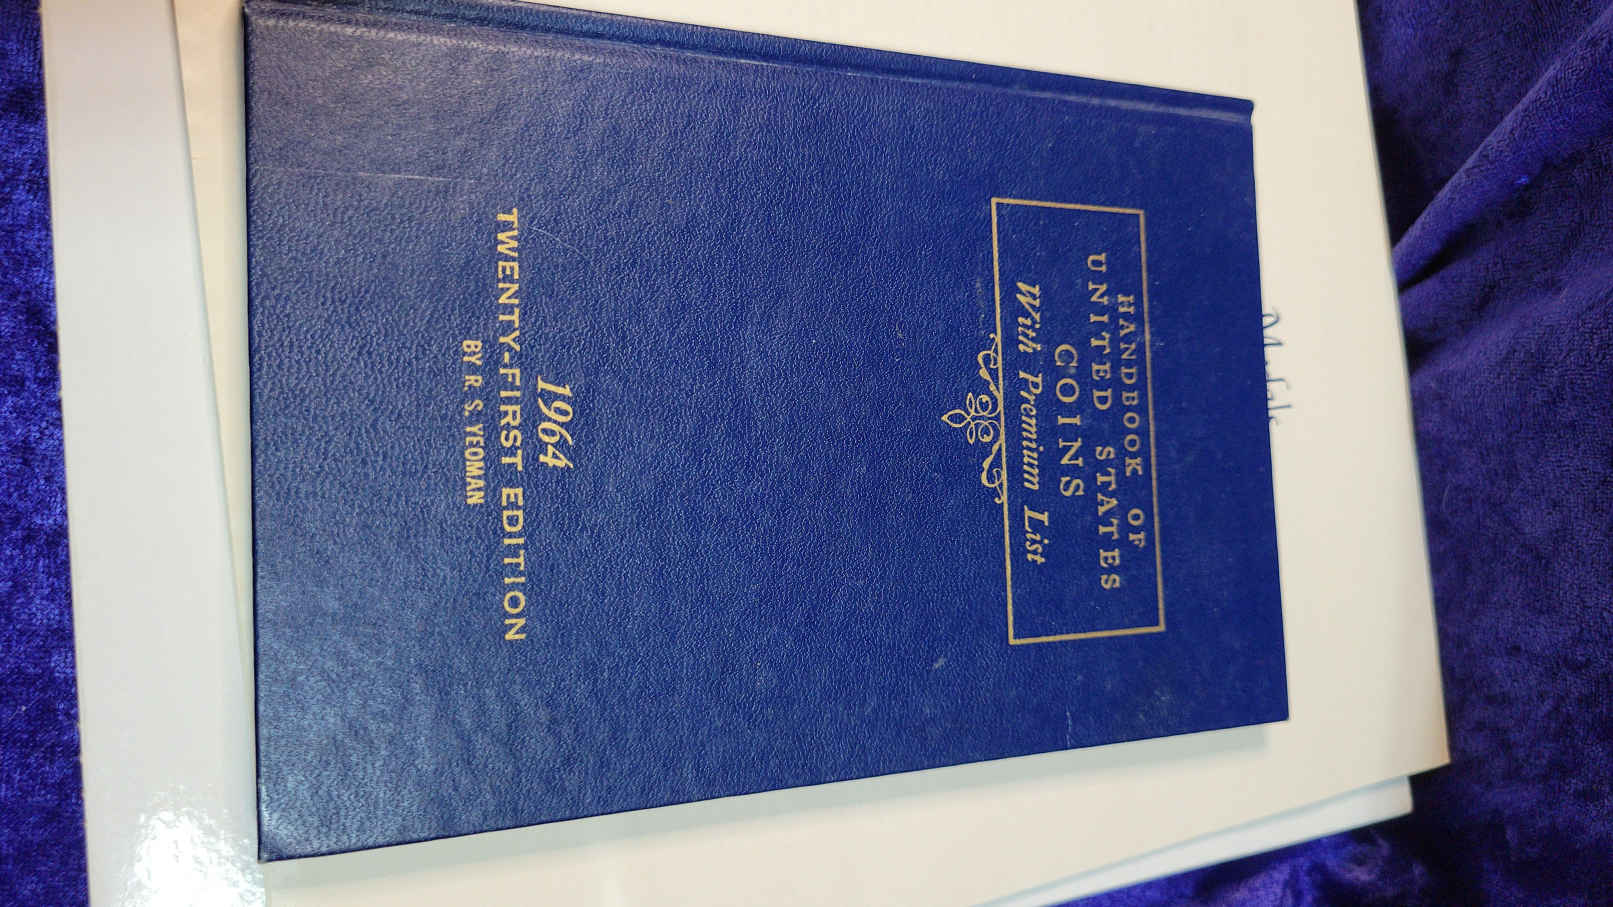 HANDBOOK OF
UNITED STATES
COINS
With Premium List
1964
TWENTY-FIRST EDITION
BY R. S. YEOMAN